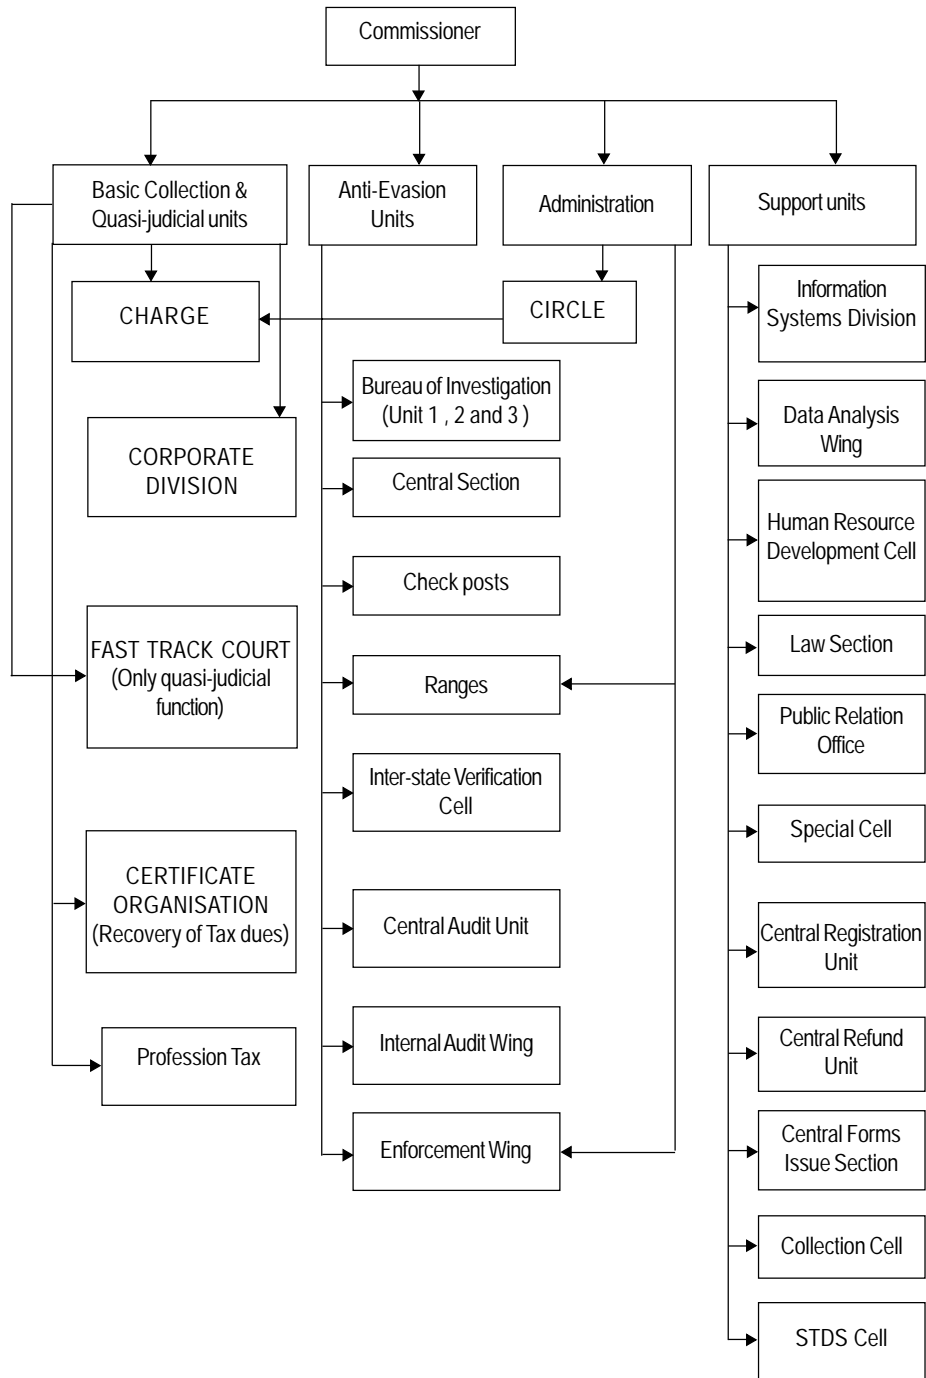 Commissioner
Basic Collection &
Quasi-judicial units
Anti-Evasion
Units
Administration
Support units
CHARGE
CIRCLE
Information
Systems Division
Bureau of Investigation
(Unit 1 , 2 and 3 )
Data Analysis
Wing
CORPORATE
DIVISION
Central Section
Human Resource
Development Cell
Check posts
FAST TRACK COURT
(Only quasi-judicial
function)
Law Section
Ranges
Public Relation
Office
Inter-state Verification
Cell
Special Cell
CERTIFICATE
ORGANISATION
(Recovery of Tax dues)
Central Audit Unit
Central Registration
Unit
Profession Tax
Internal Audit Wing
Central Refund
Unit
Enforcement Wing
Central Forms
Issue Section
Collection Cell
STDS Cell